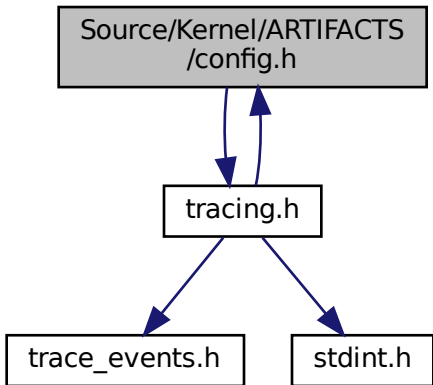 Source/Kernel/ARTIFACTS
/config.h
tracing.h
trace_events.h
stdint.h